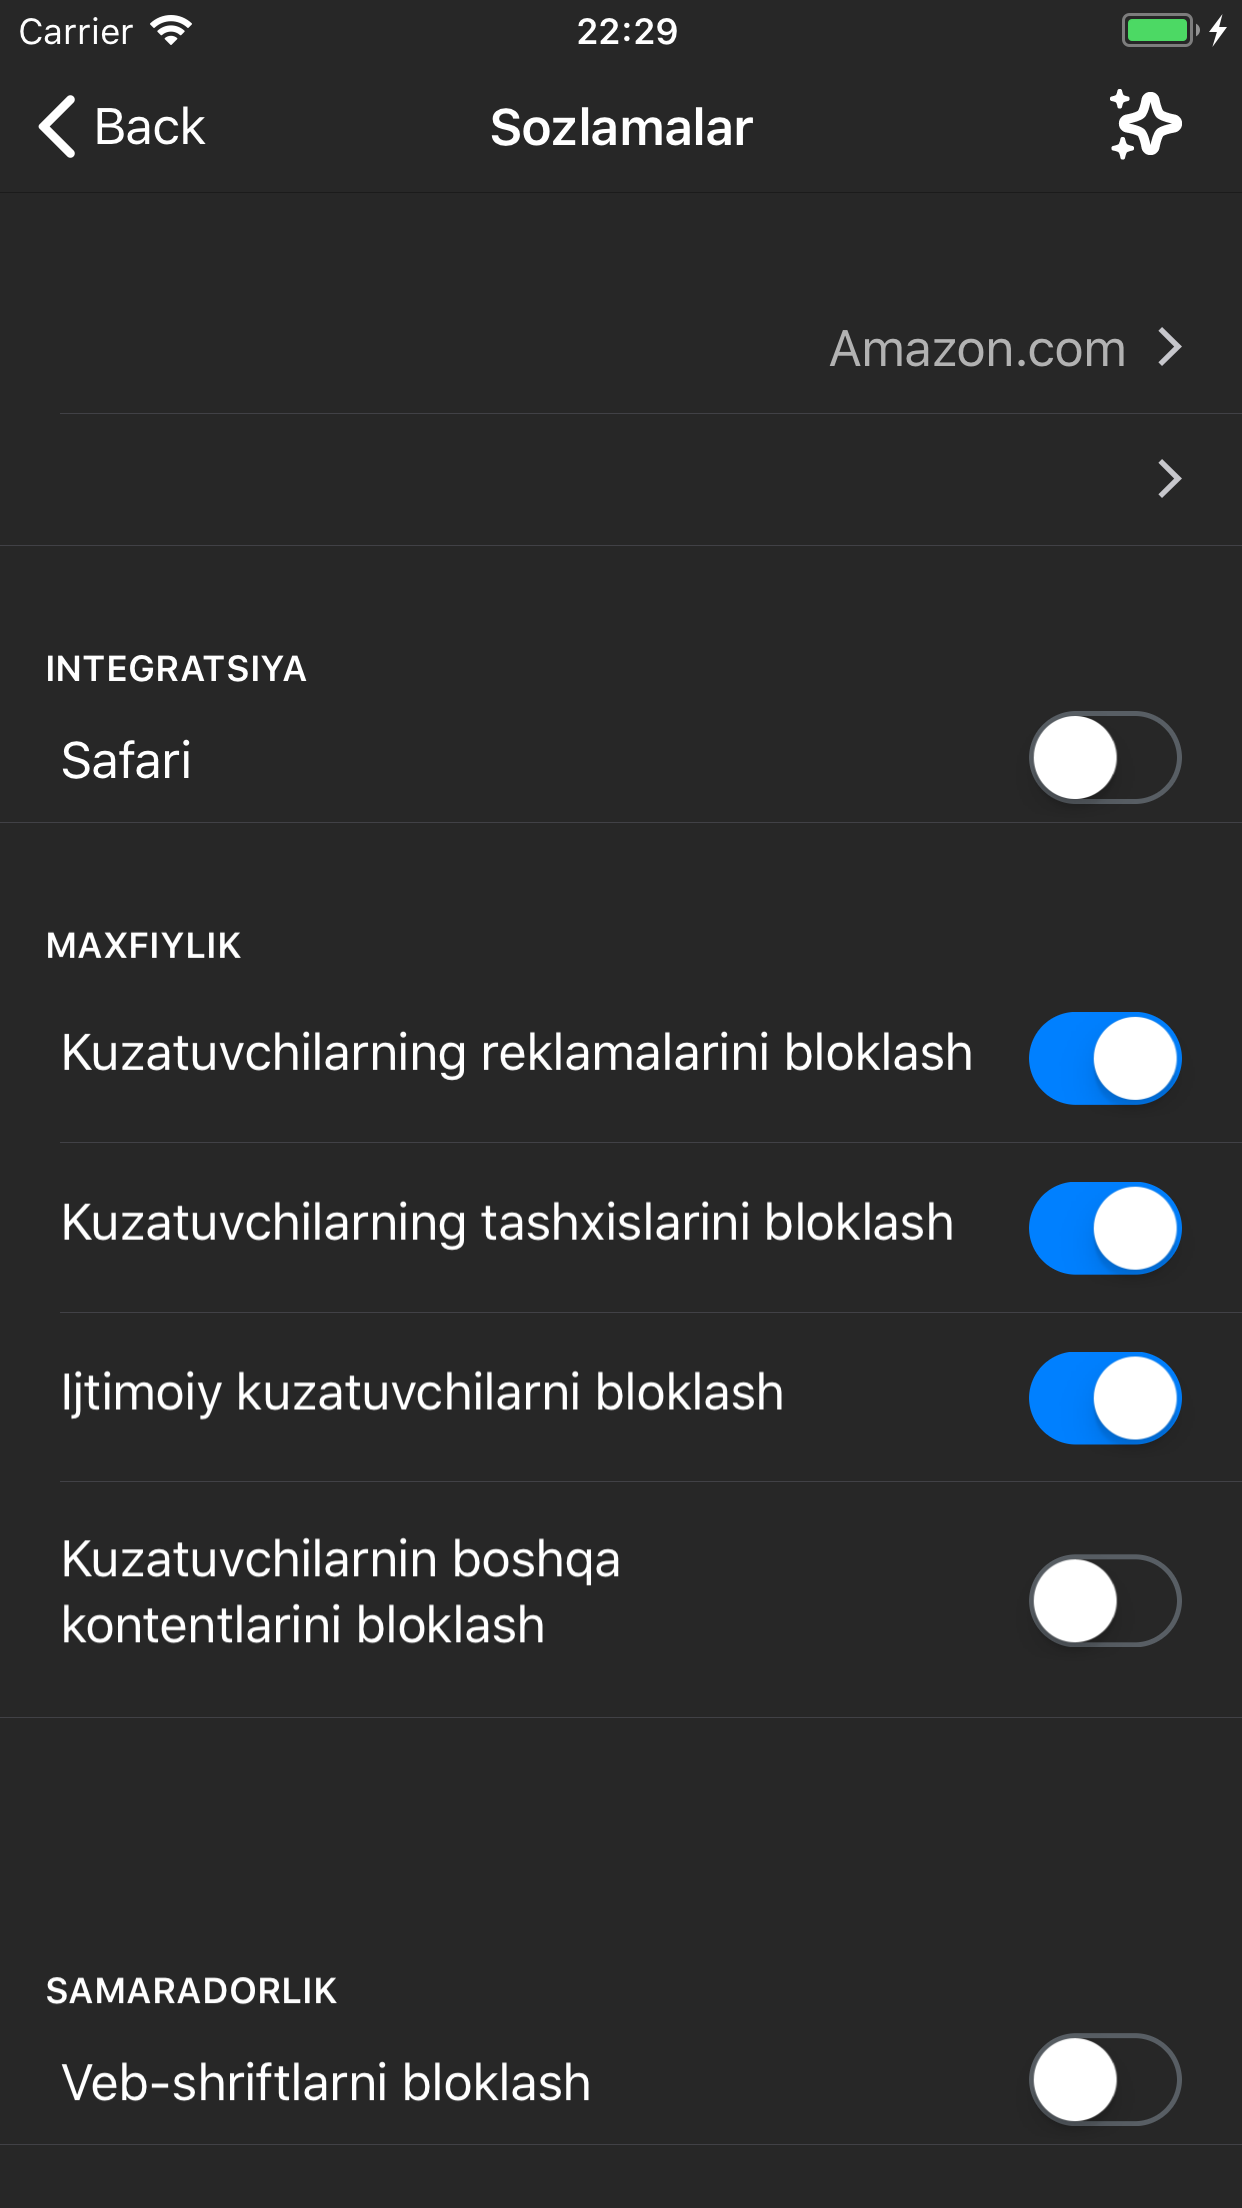 Carrier
22:29
Back
Sozlamalar
Amazon.com
INTEGRATSIYA
Safari
MAXFIYLIK
Kuzatuvchilarning reklamalarini bloklash
Kuzatuvchilarning tashxislarini bloklash
Ijtimoiy kuzatuvchilarni bloklash
Kuzatuvchilarnin boshqa
kontentlarini bloklash
SAMARADORLIK
Veb-shriftlarni bloklash